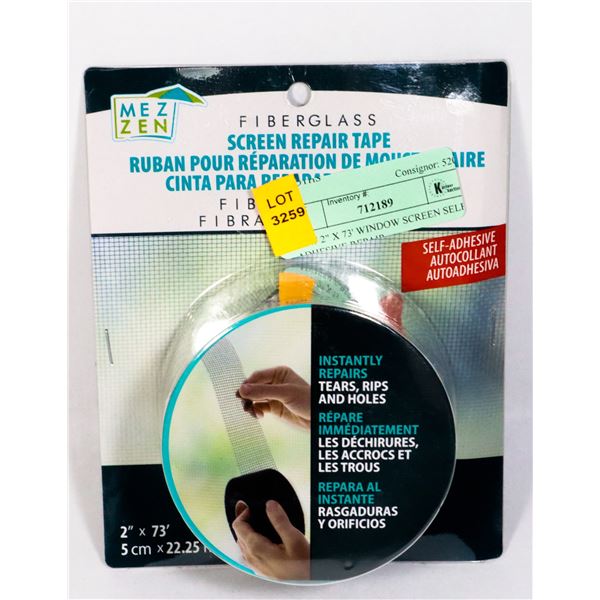 MEZ
ZEN
FIBERGLASS
SCREEN REPAIR TAPE
RUBAN POUR RÉPARATION DE
CINTA PARA
LOT
3259
Consignor: 520
Inventory #:
712189
2" X 73' WINDOW SCREEN SELF
SELF-ADHESIVE
AUTOCOLLANT
AUTOADHESIVA
INSTANTLY
REPAIRS
TEARS, RIPS
AND HOLES
RÉPARE
IMMÉDIATEMENT
LES DÉCHIRURES,
LES ACCROCS ET
LES TROUS
REPARA AL
INSTANTE
RASGADURAS
Y ORIFICIOS
2" x 73'
5 cm x 22.25